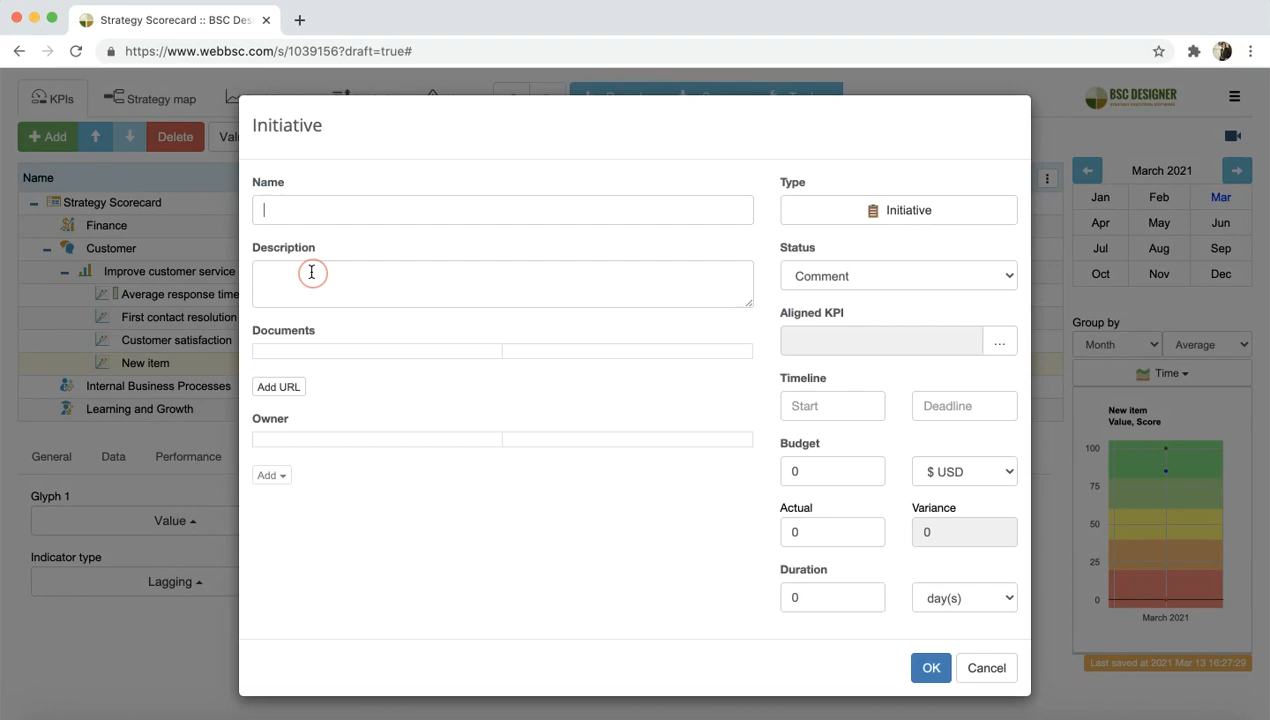 Strategy Scorecard :: BSC Des
https://www.webbsc.com/s/1039156?draft=true#
KPIs
Strategy map
BSC DESIGNER
Add
Delete
Name
March 2021
Jan Feb Mar
Apr May Jun
Jul Aug Sep
Oct Nov Dec
Strategy Scorecard
Finance
Customer
Improve customer service
Average response time
First contact resolution
Customer satisfaction
New item
Internal Business Processes
Learning and Growth
General Data Performance
Glyph 1
Value
Indicator type
Lagging
Initiative
Name
Description
Documents
Add URL
Owner
Add
Type
Initiative
Status
Comment
Aligned KPI
...
Timeline
Start Deadline
Budget
0 $ USD
Actual Variance
0 0
Duration
0 day(s)
OK Cancel
Group by
Month Average
Time
New item
Value, Score
100
75
50
25
0
March 2021
Last saved at 2021 Mar 13 16:27:29